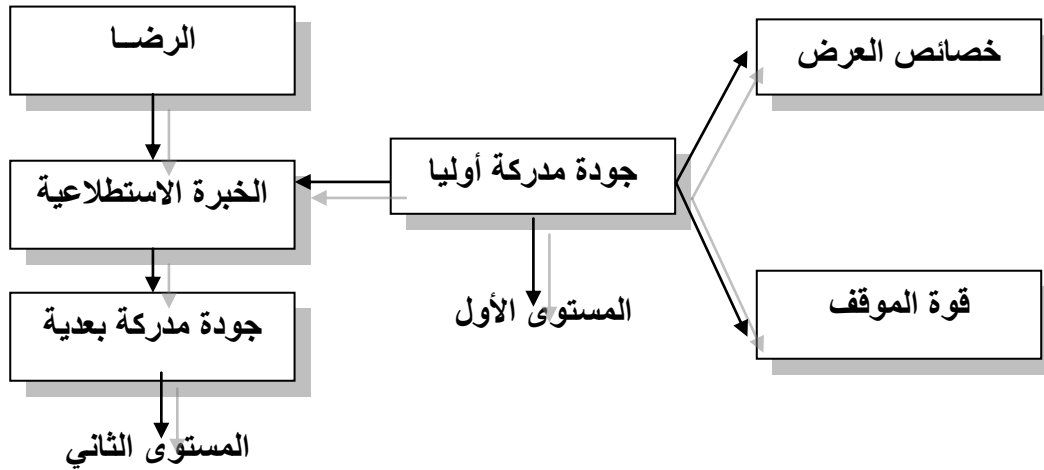 خصائص العرض
الرضـا
جودة مدركة أوليا
الخبرة الاستطلاعية
قوة الموقف
المستوى الأول
جودة مدركة بعدية
المستوى الثاني